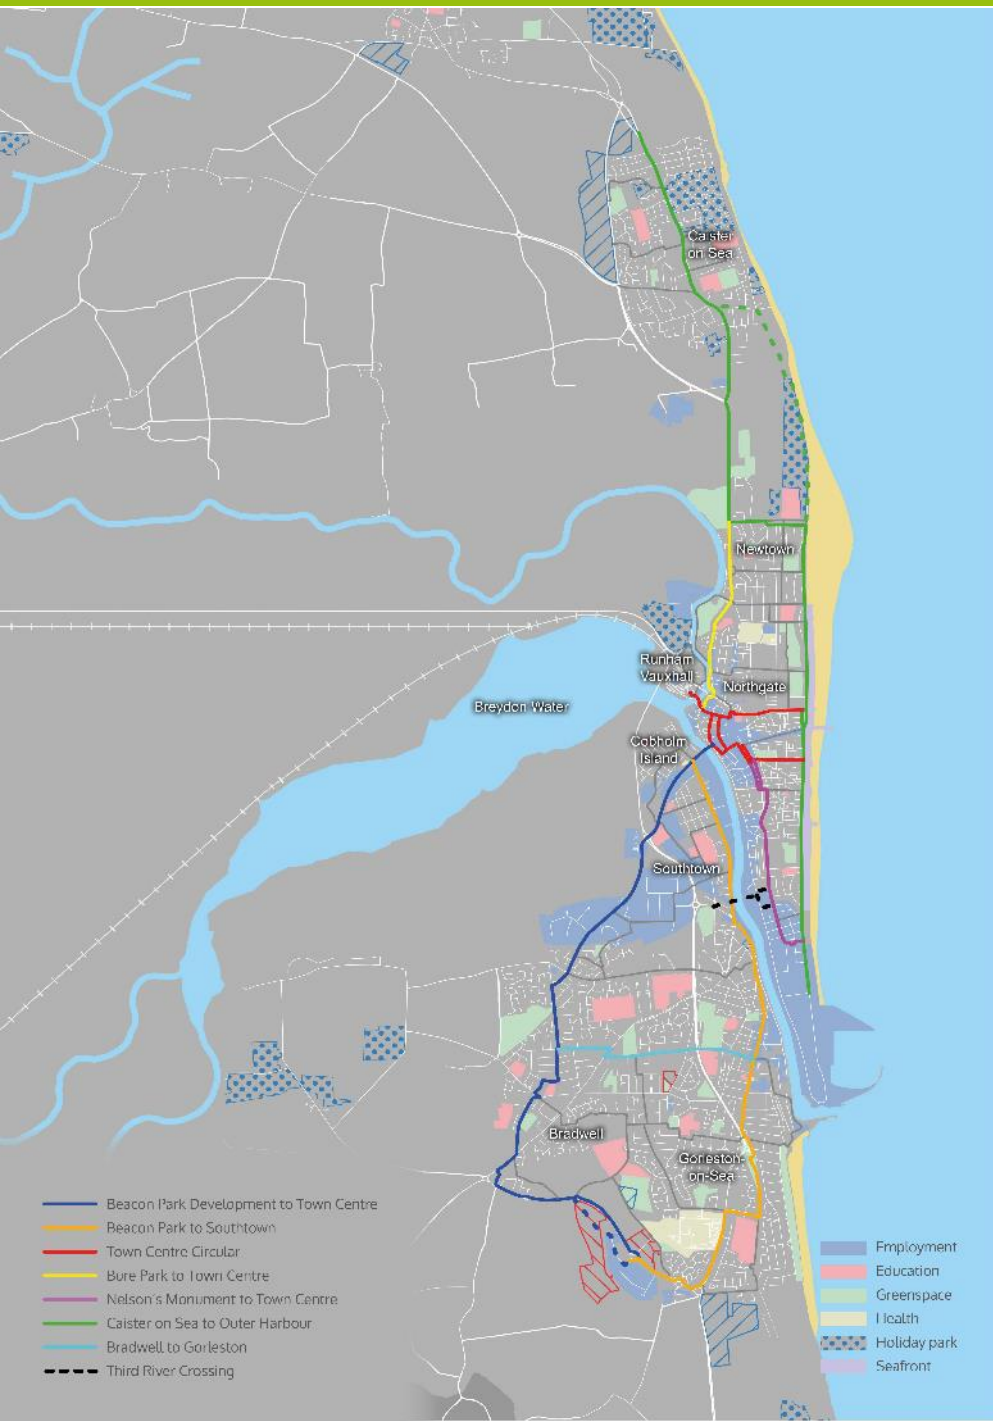 Caister
on Sea
Newtown
Runham
Vauxhall
Northgate
Breydon Water
Cobholm
Island
Southtown
Bradwell
Gorleston-
on-Sea
Beacon Park Development to Town Centre
Beacon Park to Southtown
Town Centre Circular
Bure Park to Town Centre
Nelson's Monument to Town Centre
Caister on Sea to Outer Harbour
Bradwell to Gorleston
Third River Crossing
Employment
Education
Greenspace
Health
Holiday park
Seafront